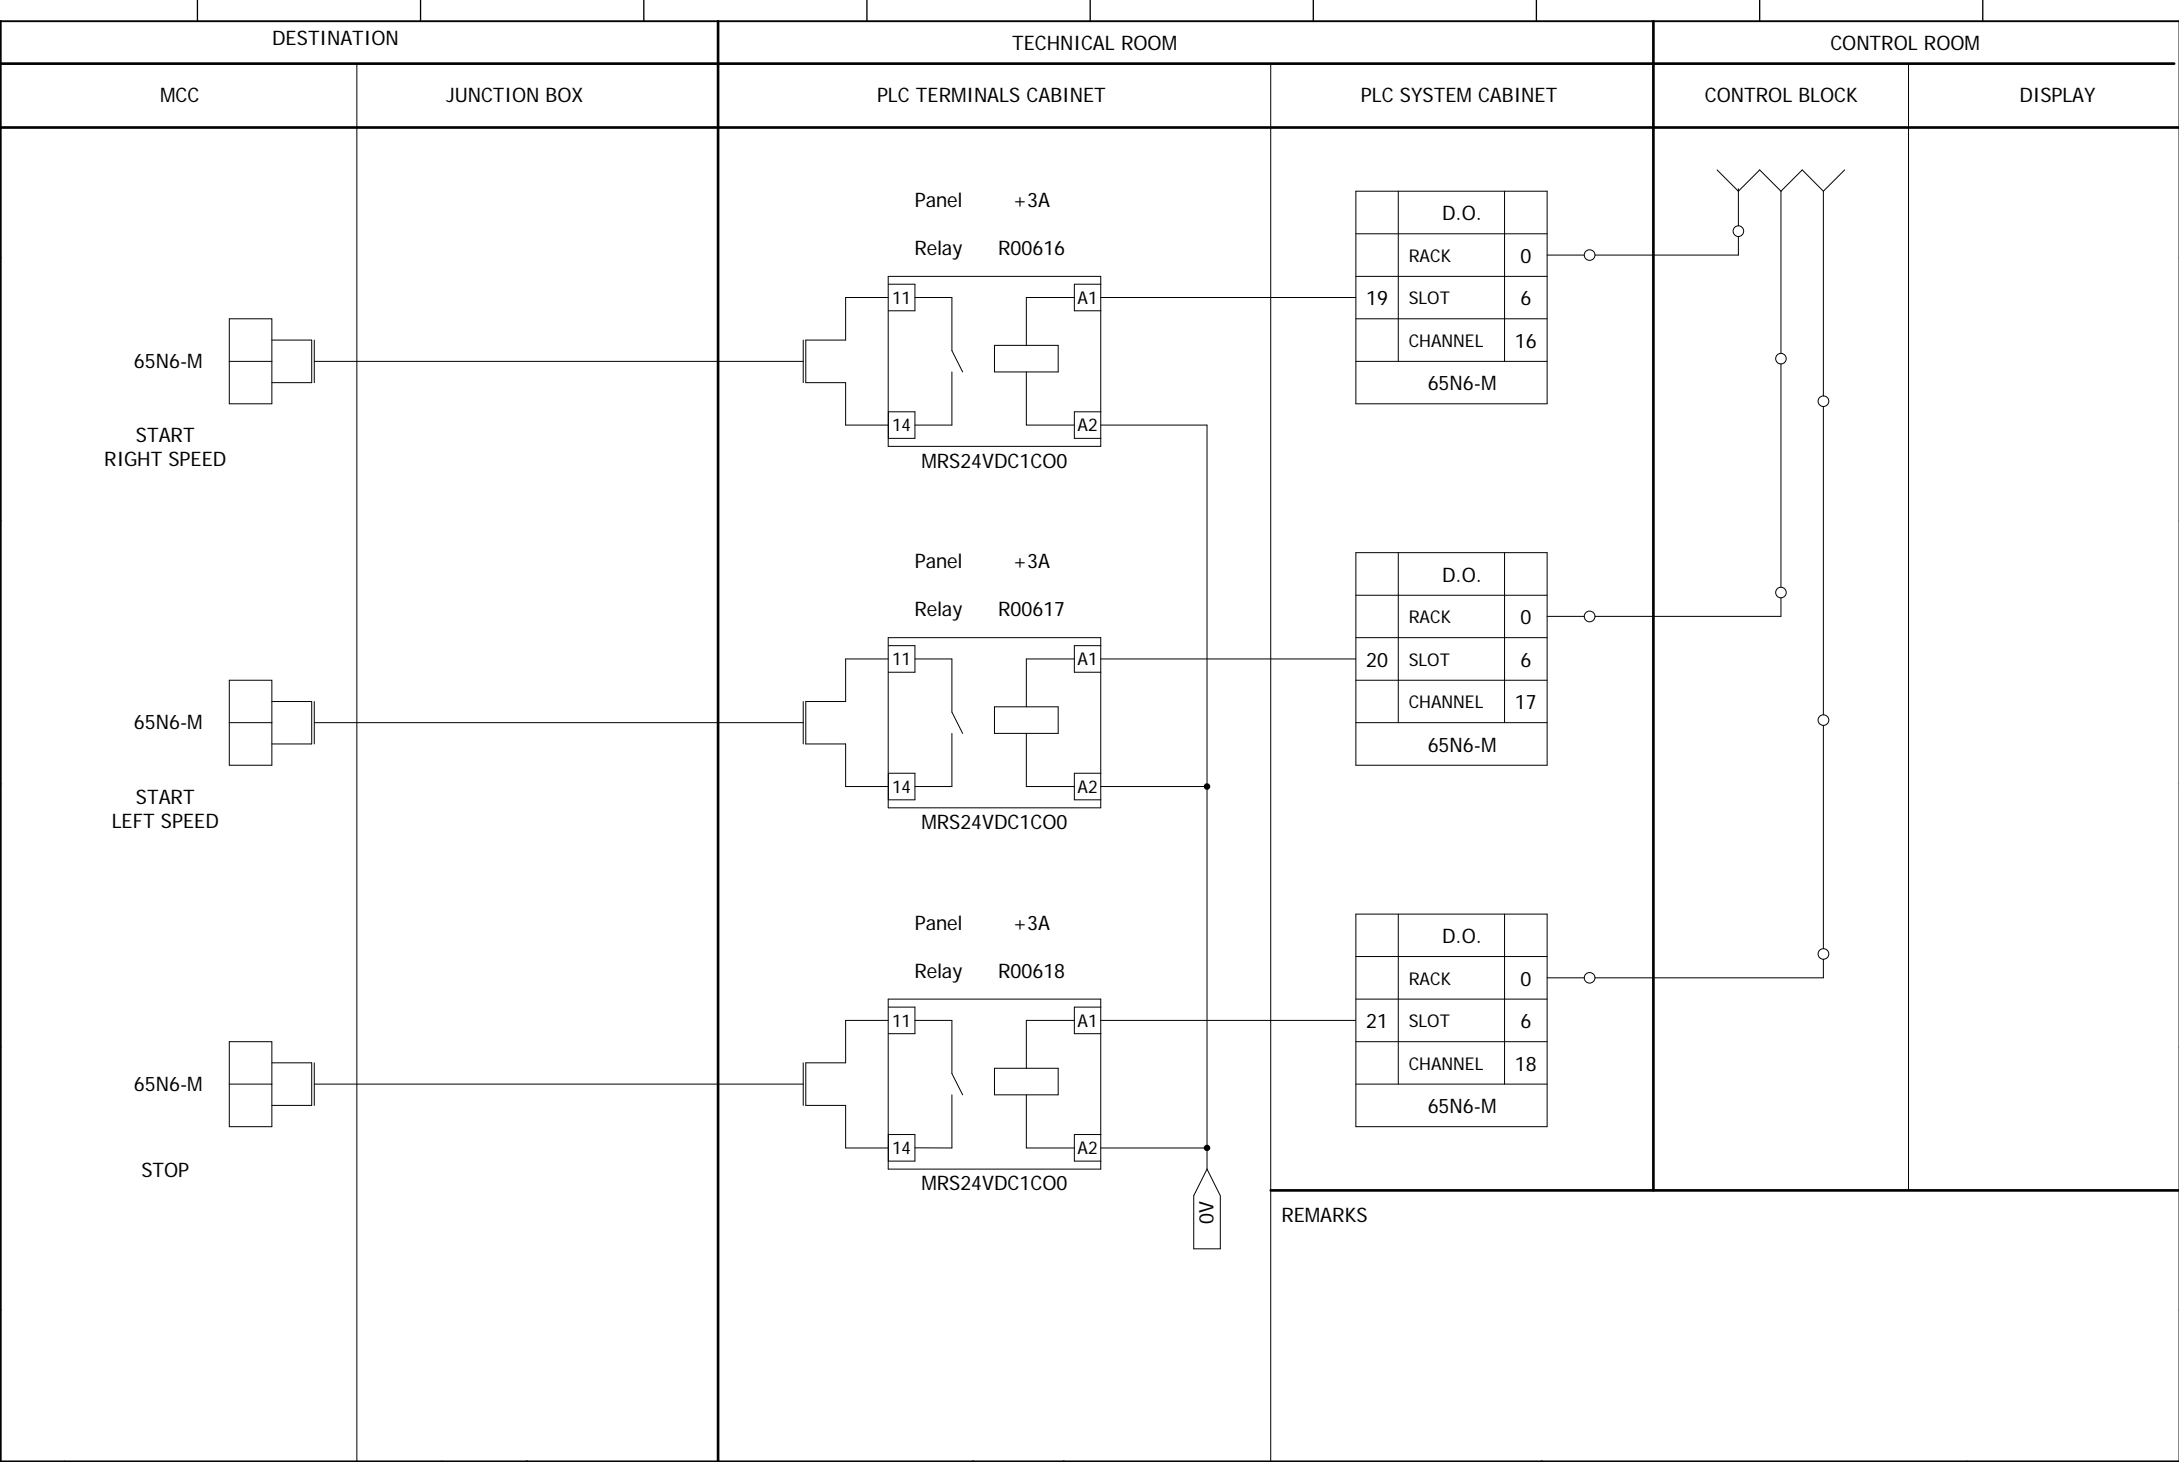 DESTINATION
TECHNICAL ROOM
CONTROL ROOM
MCC
JUNCTION BOX
PLC TERMINALS CABINET
PLC SYSTEM CABINET
CONTROL BLOCK
DISPLAY
Panel +3A
Relay R00616
11
A1
14
A2
MRS24VDC1CO0
65N6-M
START
RIGHT SPEED
D.O.
RACK 0
19 SLOT 6
CHANNEL 16
65N6-M
Panel +3A
Relay R00617
11
A1
14
A2
MRS24VDC1CO0
65N6-M
START
LEFT SPEED
D.O.
RACK 0
20 SLOT 6
CHANNEL 17
65N6-M
Panel +3A
Relay R00618
11
A1
14
A2
MRS24VDC1CO0
65N6-M
STOP
D.O.
RACK 0
21 SLOT 6
CHANNEL 18
65N6-M
0V
REMARKS